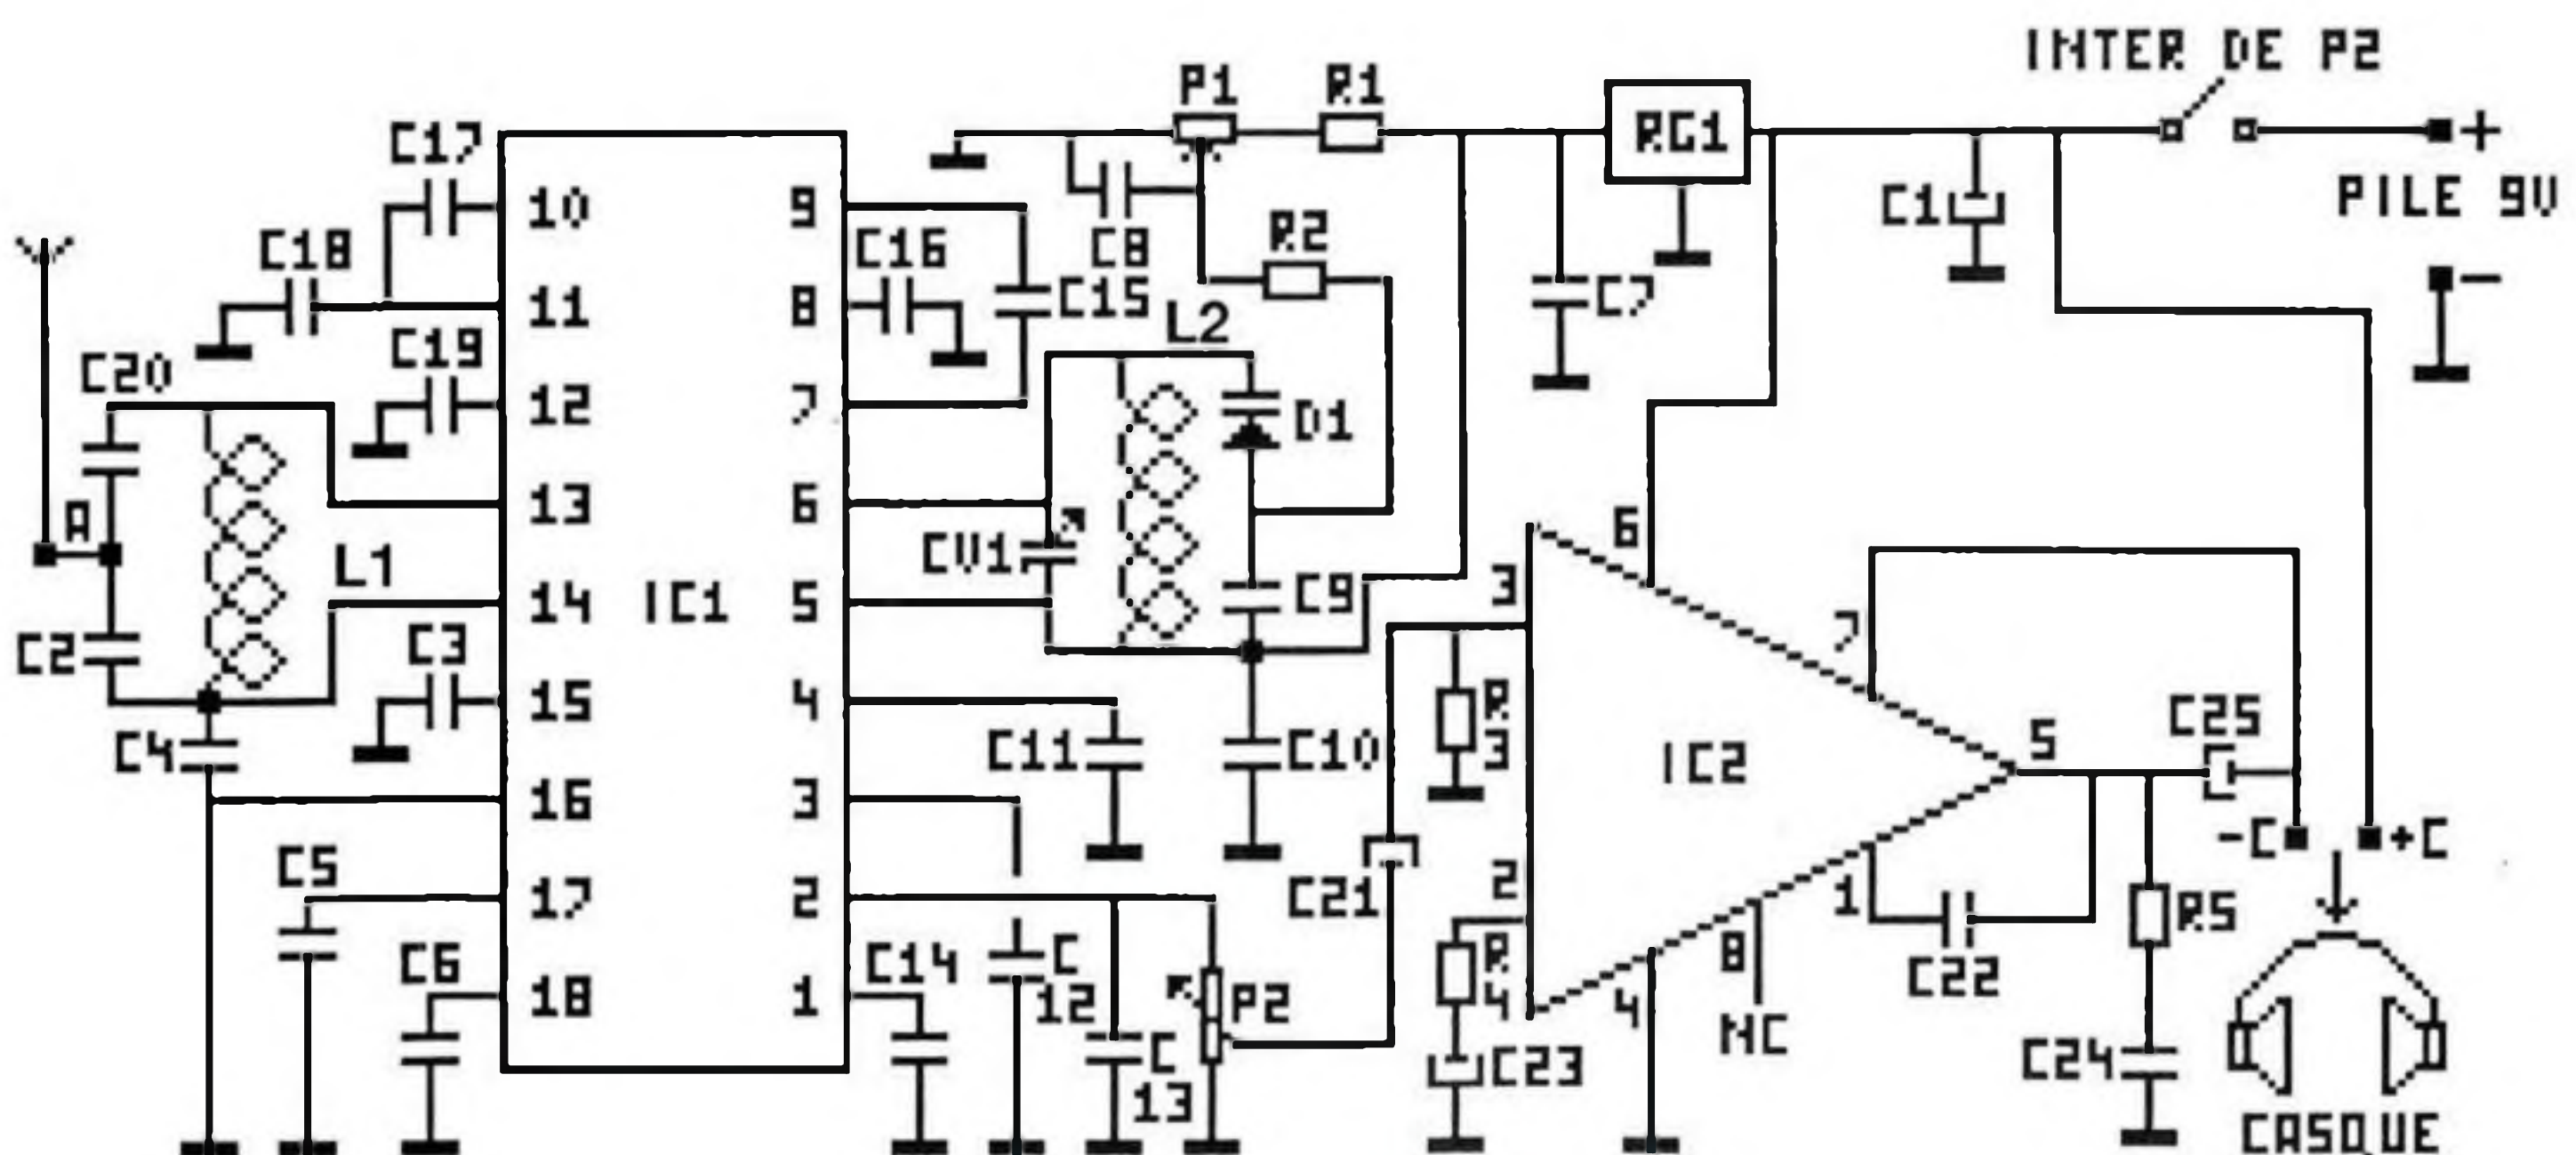 INTER DE P2
P1 R1
RG1
+
C17
PILE 9V
10 9
C1
C18 C16 C8 R2
11 8 C15 C7
−
L2
C19
C20
12 7 D1
A
13 6
6
CV1
3
L1
14 IC1 5 C9
C2 C3
7
15 4 R3
C4 C11 C10 IC2 5 C25
16 3
-C +C
C5
17 2 C21 2 1 R5
C6 C14 C12 R4 8 C22
18 1 P2 4 NC
C13 C23 C24
CASQUE